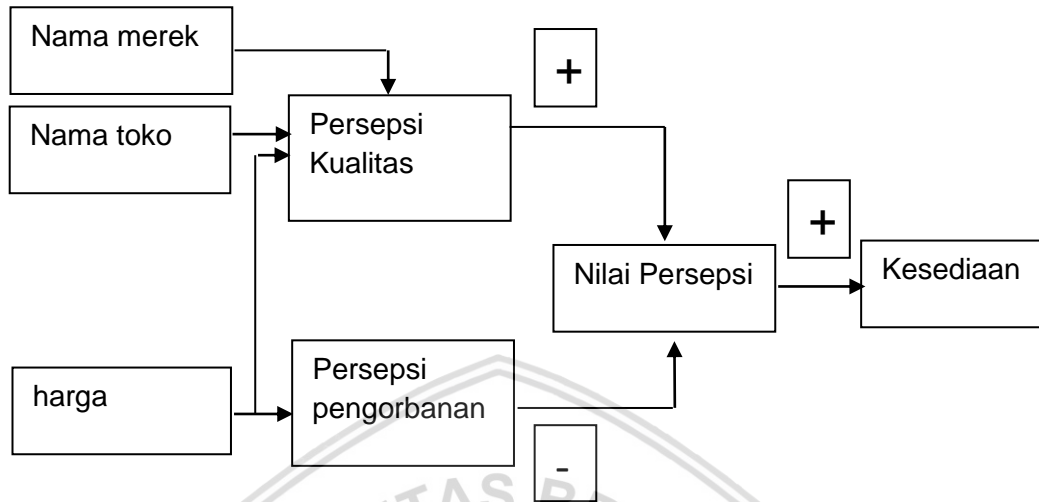 Nama merek
+
Nama toko
Persepsi
Kualitas
+
Nilai Persepsi
Kesediaan
harga
Persepsi
pengorbanan
-